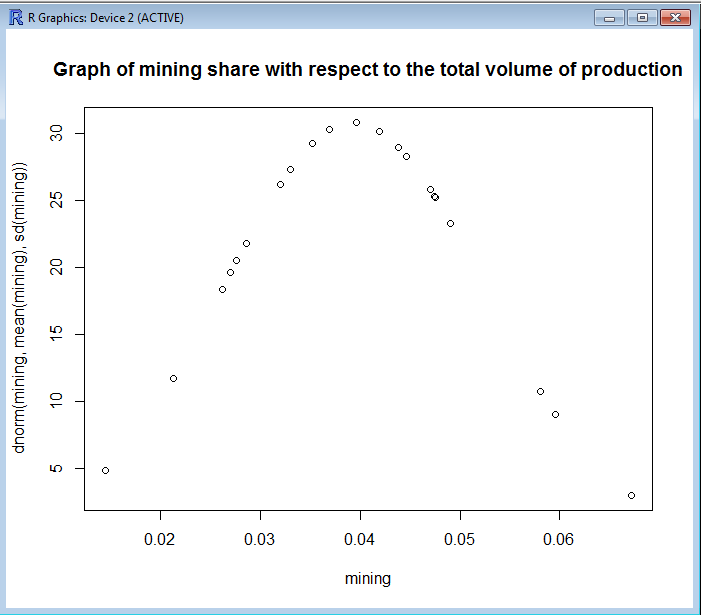 R Graphics: Device 2 (ACTIVE)
Graph of mining share with respect to the total volume of production
dnorm(mining, mean(mining), sd(mining))
30
25
20
15
10
5
0.02 0.03 0.04 0.05 0.06
mining